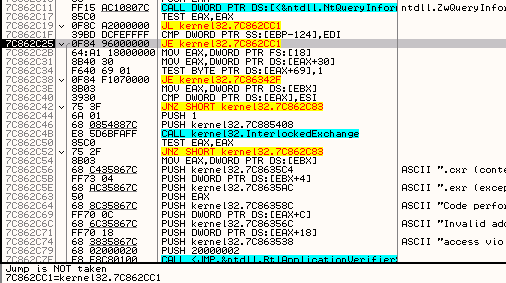 7C862C11 FF15 AC10807C CALL DWORD PTR DS:[<&ntdll.NtQueryInfor ntdll.ZwQueryInfor
7C862C17 85C0 TEST EAX,EAX
7C862C19 0F8C A2000000 JL kernel32.7C862CC1
7C862C1F 39BD DCFEFFFF CMP DWORD PTR SS:[EBP-124],EDI
7C862C25 0F84 96000000 JE kernel32.7C862CC1
7C862C2B 64:A1 18000000 MOV EAX,DWORD PTR FS:[18]
7C862C31 8B40 30 MOV EAX,DWORD PTR DS:[EAX+30]
7C862C34 F640 69 01 TEST BYTE PTR DS:[EAX+69],1
7C862C38 0F84 F1070000 JE kernel32.7C86342F
7C862C3E 8B03 MOV EAX,DWORD PTR DS:[EBX]
7C862C40 3930 CMP DWORD PTR DS:[EAX],ESI
7C862C42 75 3F JNZ SHORT kernel32.7C862C83
7C862C44 6A 01 PUSH 1
7C862C46 68 0854887C PUSH kernel32.7C885408
7C862C4B E8 5D6BFAFF CALL kernel32.InterlockedExchange
7C862C50 85C0 TEST EAX,EAX
7C862C52 75 2F JNZ SHORT kernel32.7C862C83
7C862C54 8B03 MOV EAX,DWORD PTR DS:[EBX]
7C862C56 68 C435867C PUSH kernel32.7C8635C4 ASCII ".cxr (conte
7C862C5B FF73 04 PUSH DWORD PTR DS:[EBX+4]
7C862C5E 68 AC35867C PUSH kernel32.7C8635AC ASCII ".exr (excep
7C862C63 50 PUSH EAX
7C862C64 68 8C35867C PUSH kernel32.7C86358C ASCII "Code perfor
7C862C69 FF70 0C PUSH DWORD PTR DS:[EAX+C]
7C862C6C 68 6C35867C PUSH kernel32.7C86356C ASCII "Invalid add
7C862C71 FF70 18 PUSH DWORD PTR DS:[EAX+18]
7C862C74 68 3835867C PUSH kernel32.7C863538 ASCII "access vio
7C862C79 68 02000020 PUSH 20000002
7C862C7E E8 CALL <JMP.&ntdll.RtlApplicationVerifier
Jump is NOT taken
7C862CC1=kernel32.7C862CC1